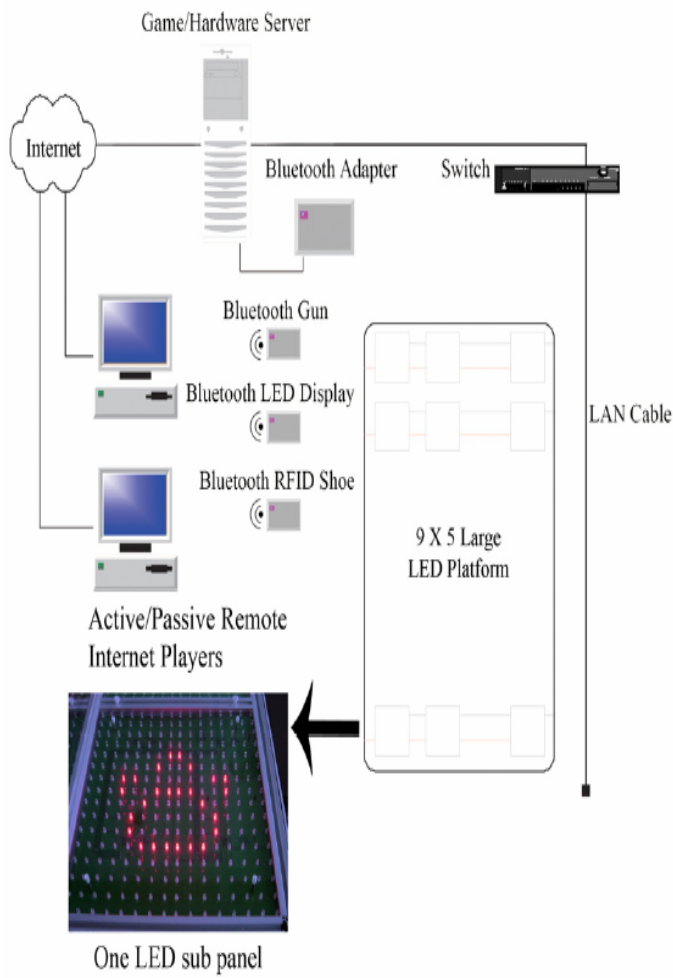 Game/Hardware Server
Internet
Bluetooth Adapter
Switch
Bluetooth Gun
Bluetooth LED Display
LAN Cable
Bluetooth RFID Shoe
9 X 5 Large
LED Platform
Active/Passive Remote
Internet Players
One LED sub panel